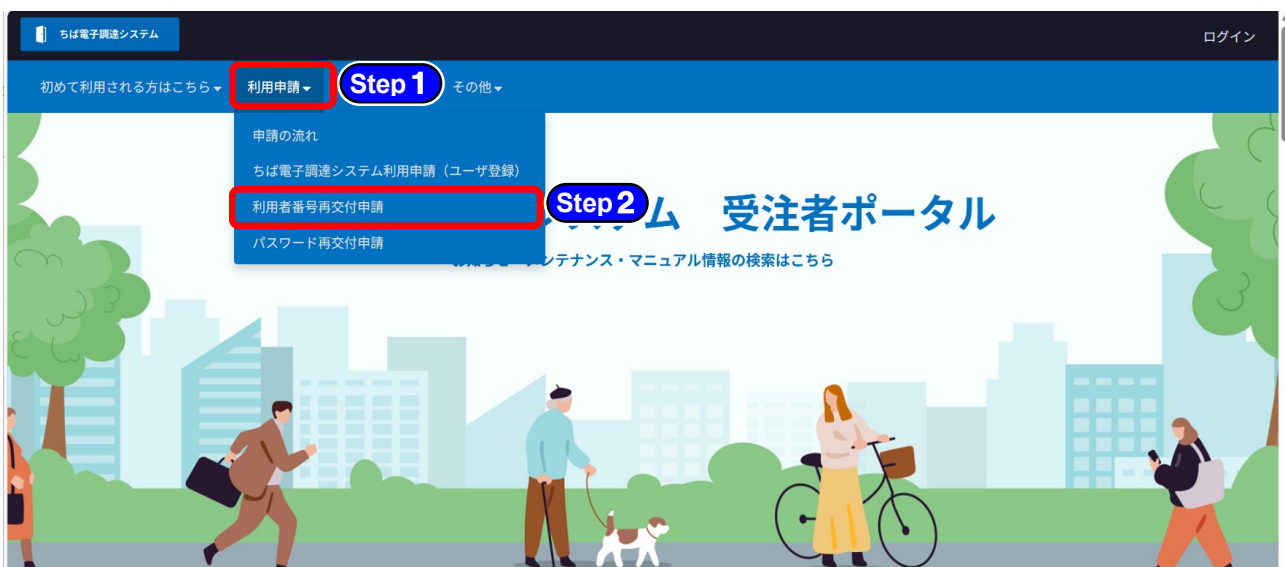 ちば電子調達システム
ログイン
初めて利用される方はこちら
利用申請
Step 1
その他
申請の流れ
ちば電子調達システム利用申請（ユーザ登録）
利用者番号再交付申請
Step 2
パスワード再交付申請
ステム 受注者ポータル
ンテナンス・マニュアル情報の検索はこちら